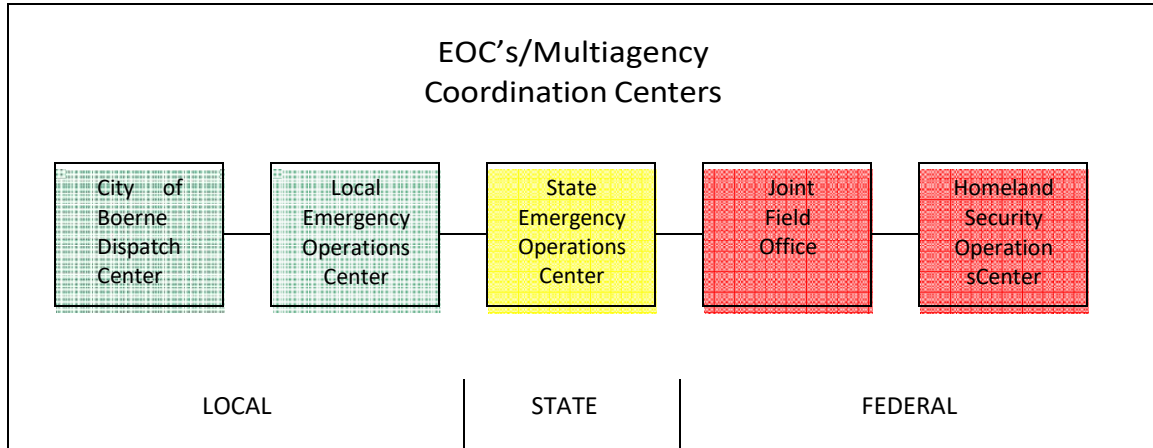 EOC's/Multiagency
Coordination Centers
City of
Boerne
Dispatch
Center
Local
Emergency
Operations
Center
State
Emergency
Operations
Center
Joint
Field
Office
Homeland
Security
Operation
sCenter
LOCAL
STATE
FEDERAL